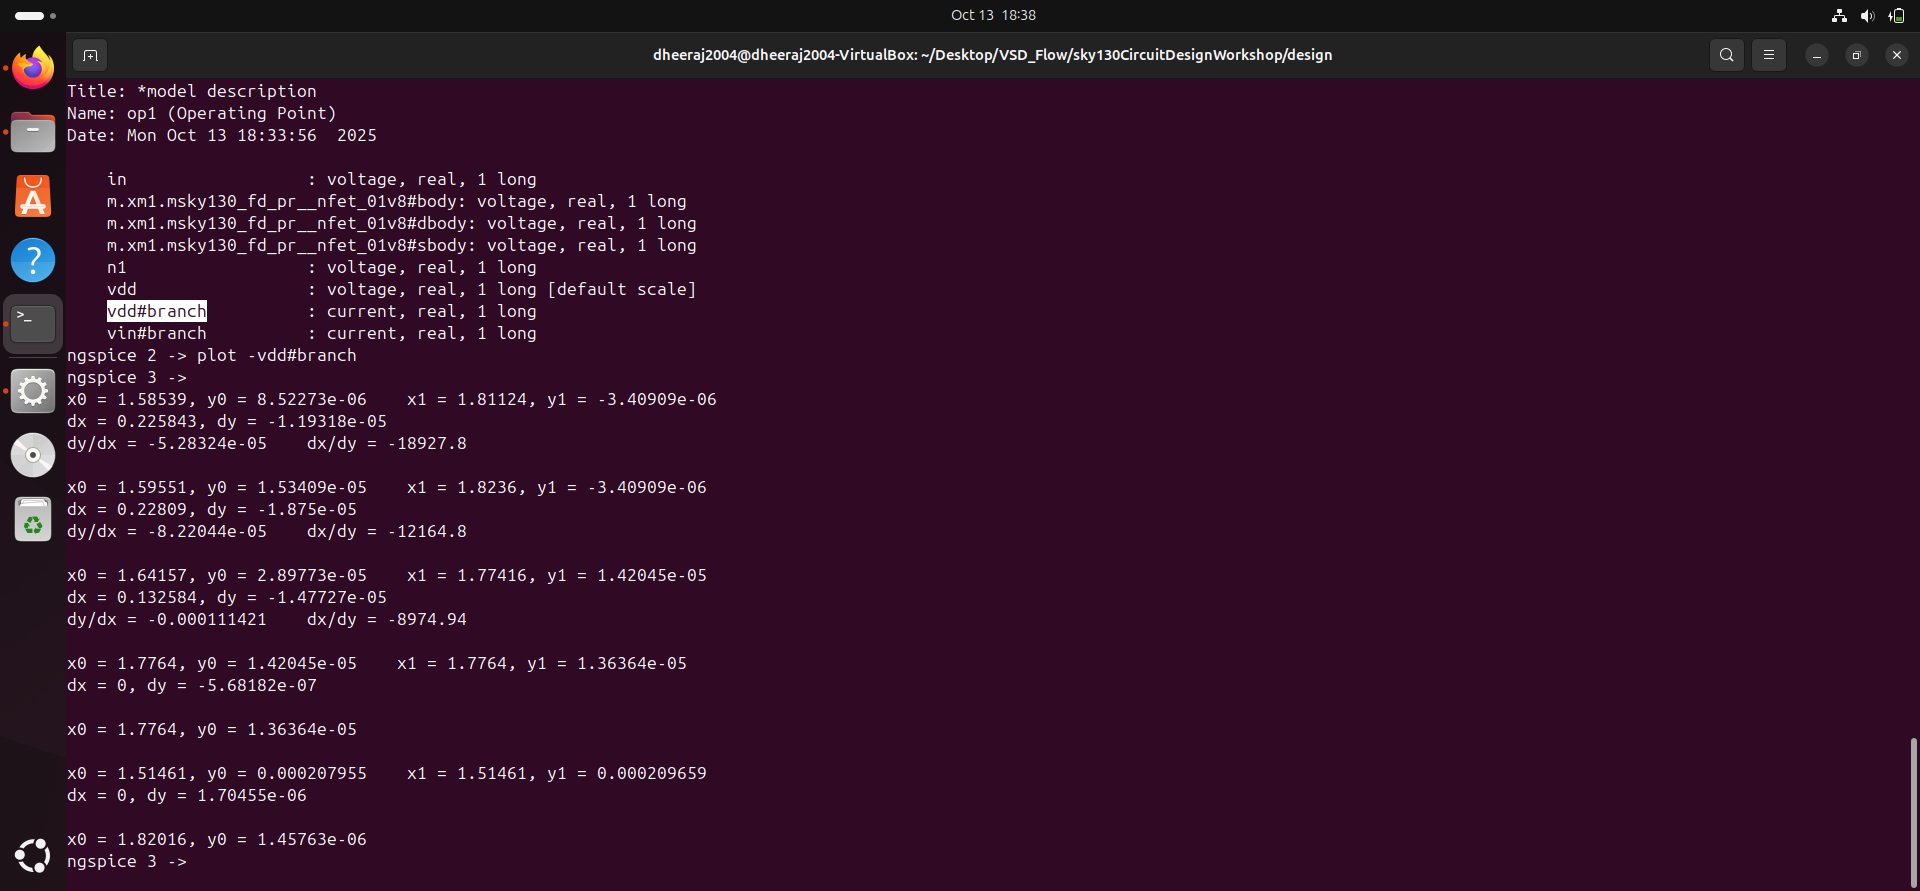 Oct 13 18:38
dheeraj2004@dheeraj2004-VirtualBox: ~/Desktop/VSD_Flow/sky130CircuitDesignWorkshop/design
Title: *model description
Name: op1 (Operating Point)
Date: Mon Oct 13 18:33:56  2025
in                  : voltage, real, 1 long
m.xm1.msky130_fd_pr__nfet_01v8#body: voltage, real, 1 long
m.xm1.msky130_fd_pr__nfet_01v8#dbody: voltage, real, 1 long
m.xm1.msky130_fd_pr__nfet_01v8#sbody: voltage, real, 1 long
n1                  : voltage, real, 1 long
vdd                 : voltage, real, 1 long [default scale]
vdd#branch          : current, real, 1 long
vin#branch          : current, real, 1 long
ngspice 2 -> plot -vdd#branch
ngspice 3 ->
x0 = 1.58539, y0 = 8.52273e-06    x1 = 1.81124, y1 = -3.40909e-06
dx = 0.225843, dy = -1.19318e-05
dy/dx = -5.28324e-05    dx/dy = -18927.8
x0 = 1.59551, y0 = 1.53409e-05    x1 = 1.8236, y1 = -3.40909e-06
dx = 0.22809, dy = -1.875e-05
dy/dx = -8.22044e-05    dx/dy = -12164.8
x0 = 1.64157, y0 = 2.89773e-05    x1 = 1.77416, y1 = 1.42045e-05
dx = 0.132584, dy = -1.47727e-05
dy/dx = -0.000111421    dx/dy = -8974.94
x0 = 1.7764, y0 = 1.42045e-05    x1 = 1.7764, y1 = 1.36364e-05
dx = 0, dy = -5.68182e-07
x0 = 1.7764, y0 = 1.36364e-05
x0 = 1.51461, y0 = 0.000207955    x1 = 1.51461, y1 = 0.000209659
dx = 0, dy = 1.70455e-06
x0 = 1.82016, y0 = 1.45763e-06
ngspice 3 ->